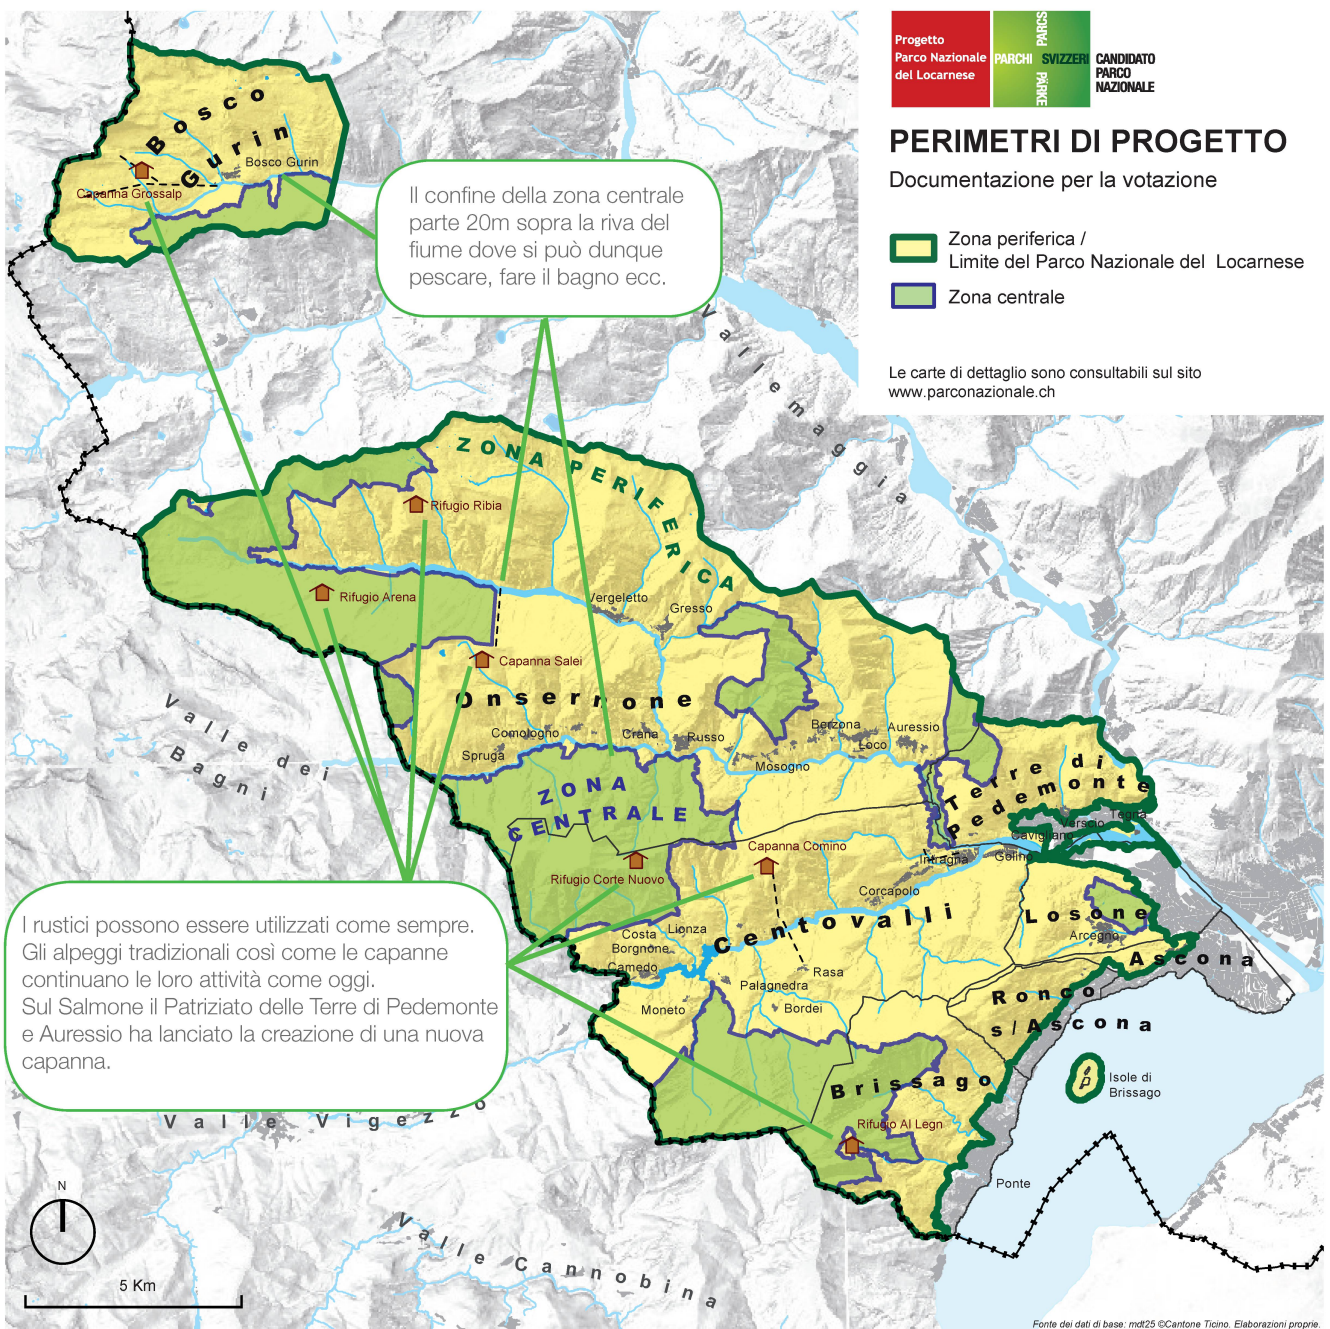 Progetto
Parco Nazionale
del Locarnese
PARCHI
SVIZZERI
PARCS
PÄRKE
CANDIDATO
PARCO
NAZIONALE
PERIMETRI DI PROGETTO
Documentazione per la votazione
Zona periferica /
Limite del Parco Nazionale del Locarnese
Zona centrale
Le carte di dettaglio sono consultabili sul sito
www.parconazionale.ch
Bosco
Gurin
Bosco Gurin
Capanna Grossalp
Il confine della zona centrale
parte 20m sopra la riva del
fiume dove si può dunque
pescare, fare il bagno ecc.
Vallemaggia
ZONA PERIFERICA
Rifugio Ribia
Rifugio Arena
Vergeletto
Gresso
Capanna Salei
Onsernone
Valle dei
Bagni
Comologno
Crana
Russo
Spruga
Mosogno
Berzona
Loco
Auressio
ZONA
CENTRALE
Terre di
Pedemonte
Tegna
Verscio
Cavigliano
Intragna
Golino
Capanna Comino
Rifugio Corte Nuovo
Corcapolo
Centovalli
Losone
Arcegno
Ascona
Costa
Lionza
Borgnone
Camedo
Rasa
Palagnedra
Bordei
Moneto
Ronco
s/Ascona
Brissago
Isole di
Brissago
Rifugio Al Legn
Ponte
I rustici possono essere utilizzati come sempre.
Gli alpeggi tradizionali così come le capanne
continuano le loro attività come oggi.
Sul Salmone il Patriziato delle Terre di Pedemonte
e Auressio ha lanciato la creazione di una nuova
capanna.
Valle Vigezzo
Valle Cannobina
N
5 Km
Fonte dei dati di base: mdt25 ©Cantone Ticino. Elaborazioni proprie.